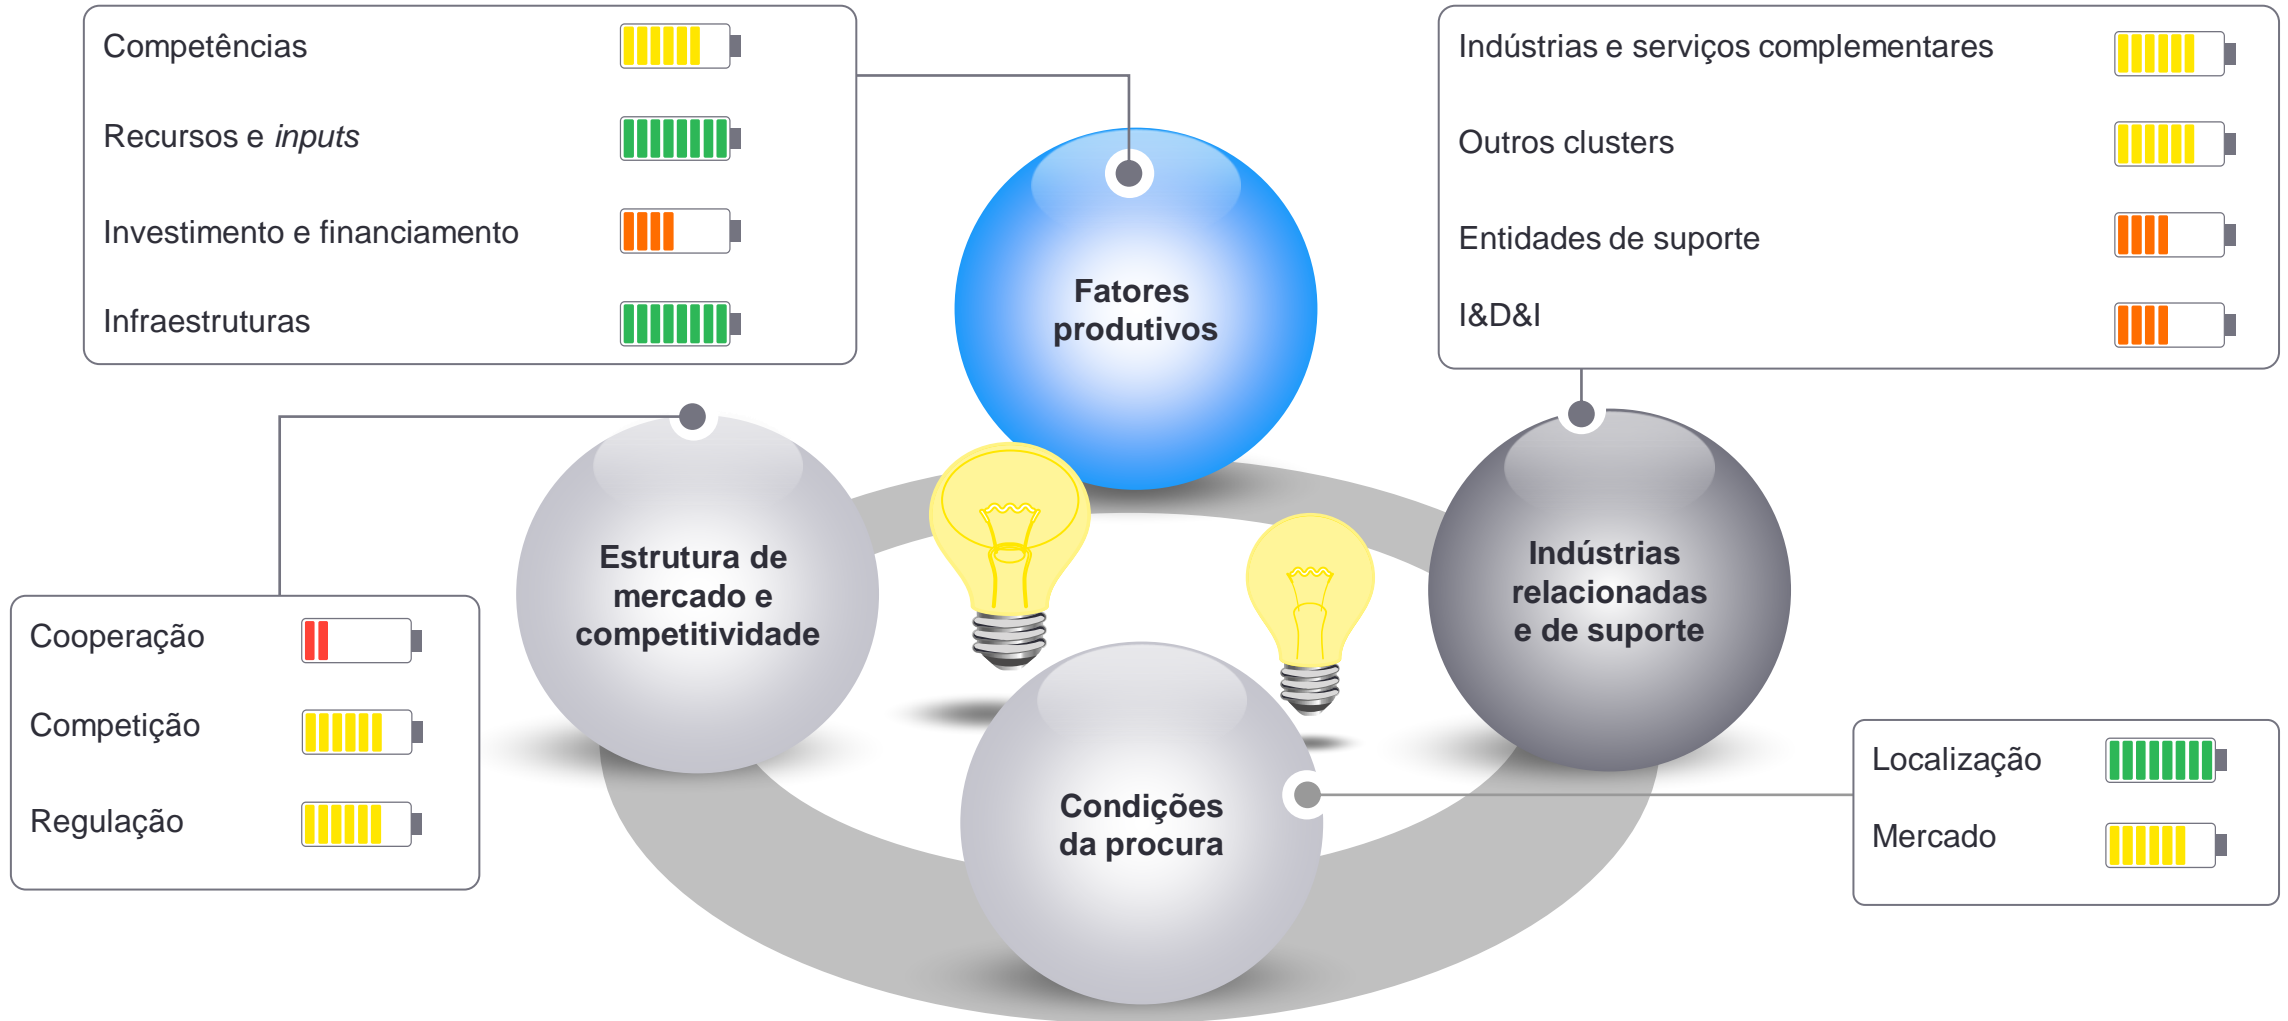 Competências
Recursos e inputs
Investimento e financiamento
Infraestruturas
Indústrias e serviços complementares
Outros clusters
Entidades de suporte
I&D&I
Fatores
produtivos
Estrutura de
mercado e
competitividade
Indústrias
relacionadas
e de suporte
Cooperação
Competição
Regulação
Condições
da procura
Localização
Mercado